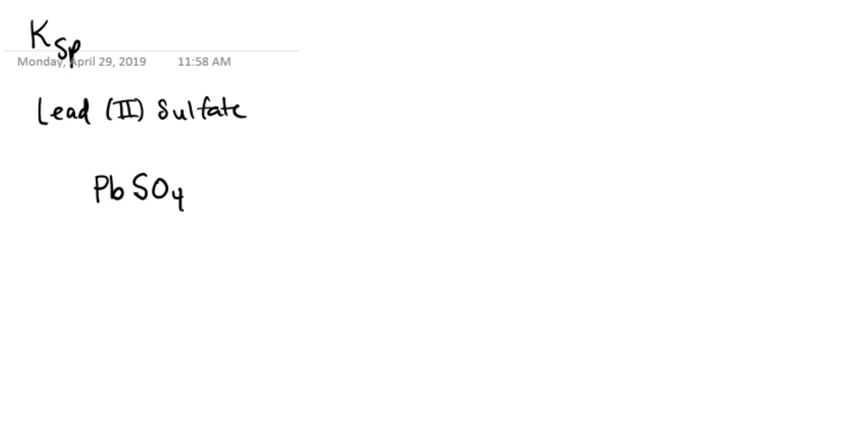 Ksp
Monday, April 29, 2019 11:58 AM
Lead (II) Sulfate
PbSO4